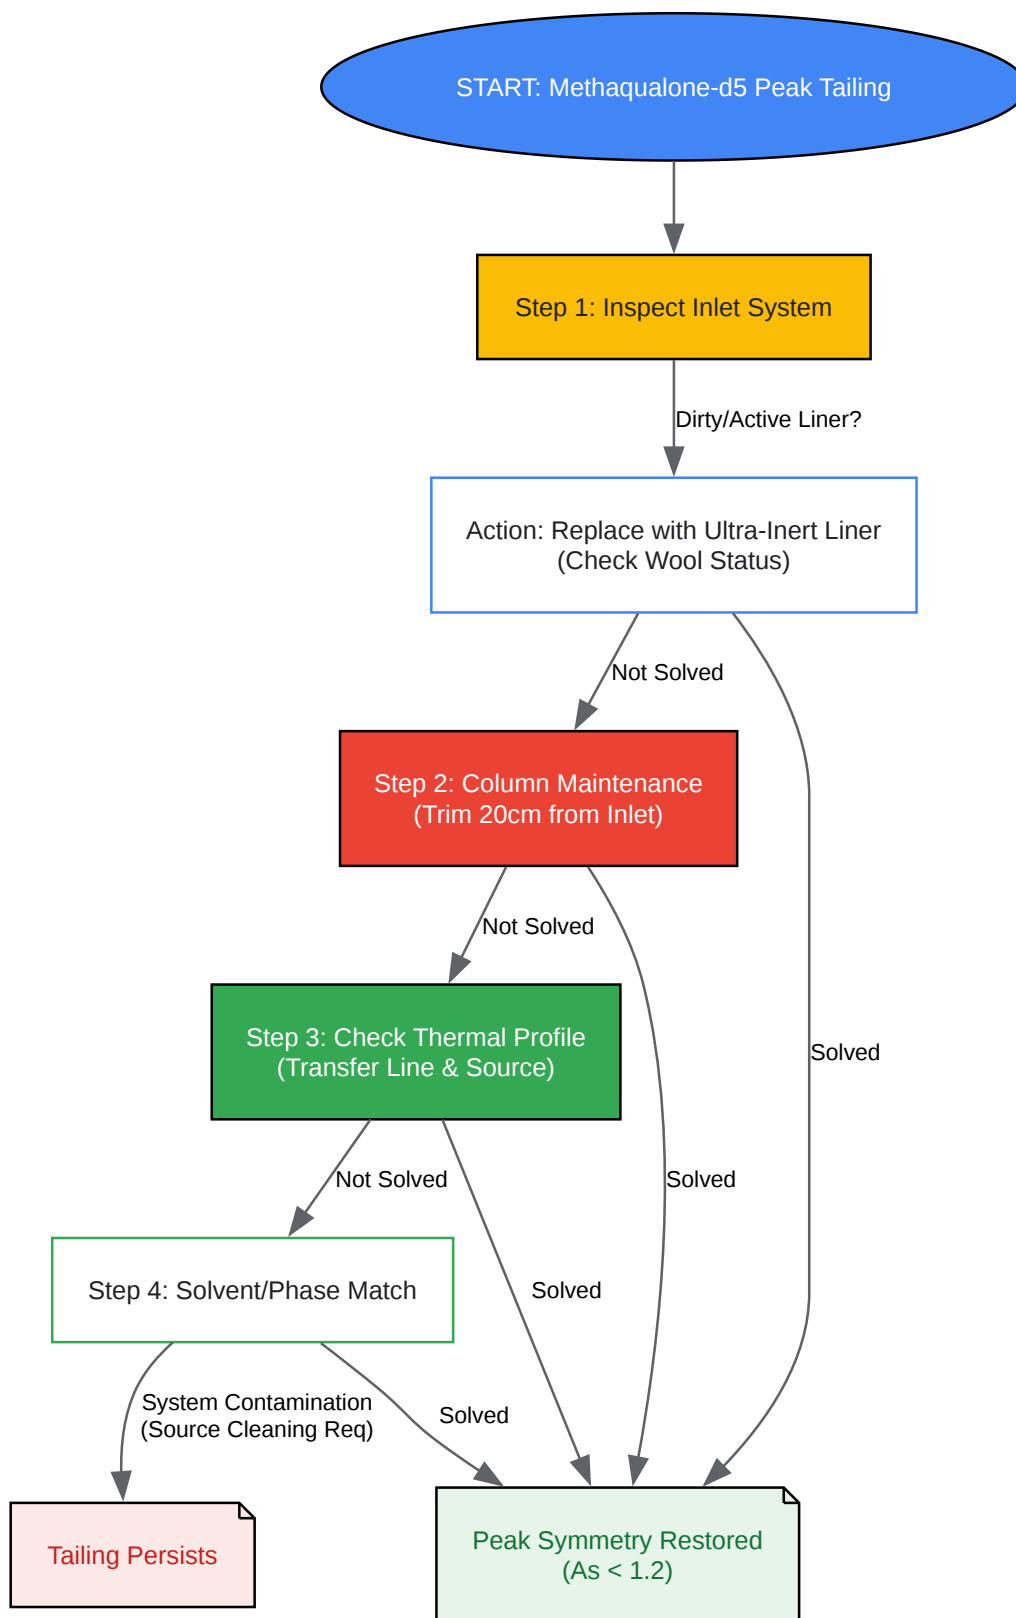 START: Methaqualone-d5 Peak Tailing
Step 1: Inspect Inlet System
Dirty/Active Liner?
Action: Replace with Ultra-Inert Liner
(Check Wool Status)
Not Solved
Step 2: Column Maintenance
(Trim 20cm from Inlet)
Not Solved
Step 3: Check Thermal Profile
(Transfer Line & Source)
Solved
Not Solved
Solved
Step 4: Solvent/Phase Match
Solved
System Contamination
(Source Cleaning Req)
Solved
Tailing Persists
Peak Symmetry Restored
(As < 1.2)